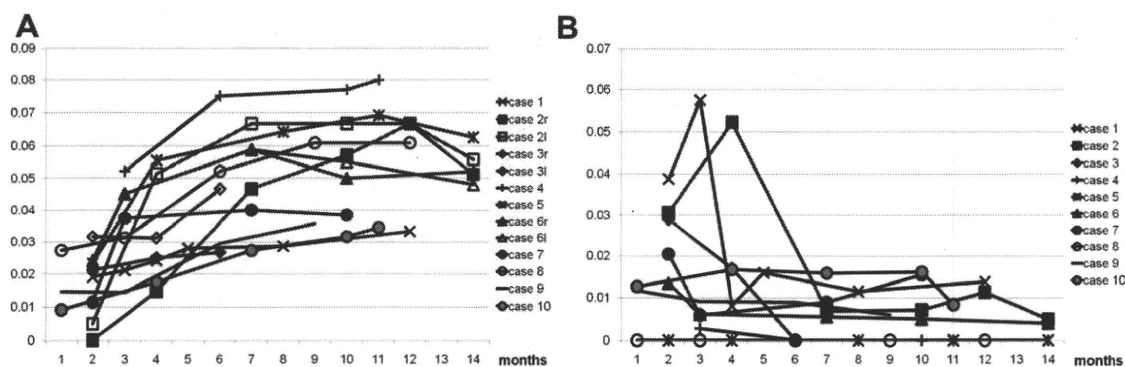 A
0.09
0.08
0.07
0.06
0.05
0.04
0.03
0.02
0.01
0
1 2 3 4 5 6 7 8 9 10 11 12 13 14 months
case 1
case 2r
case 2l
case 3r
case 3l
case 4
case 5
case 6r
case 6l
case 7
case 8
case 9
case 10
B
0.07
0.06
0.05
0.04
0.03
0.02
0.01
0
1 2 3 4 5 6 7 8 9 10 11 12 13 14 months
case 1
case 2
case 3
case 4
case 5
case 6
case 7
case 8
case 9
case 10